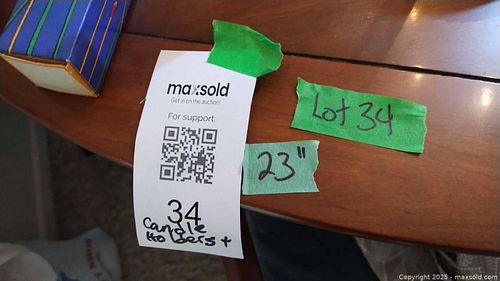 maxsold
Get in on the auction!
For support:
34
Candle
Holders +
Lot 34
23"
Copyright 2025 - maxsold.com